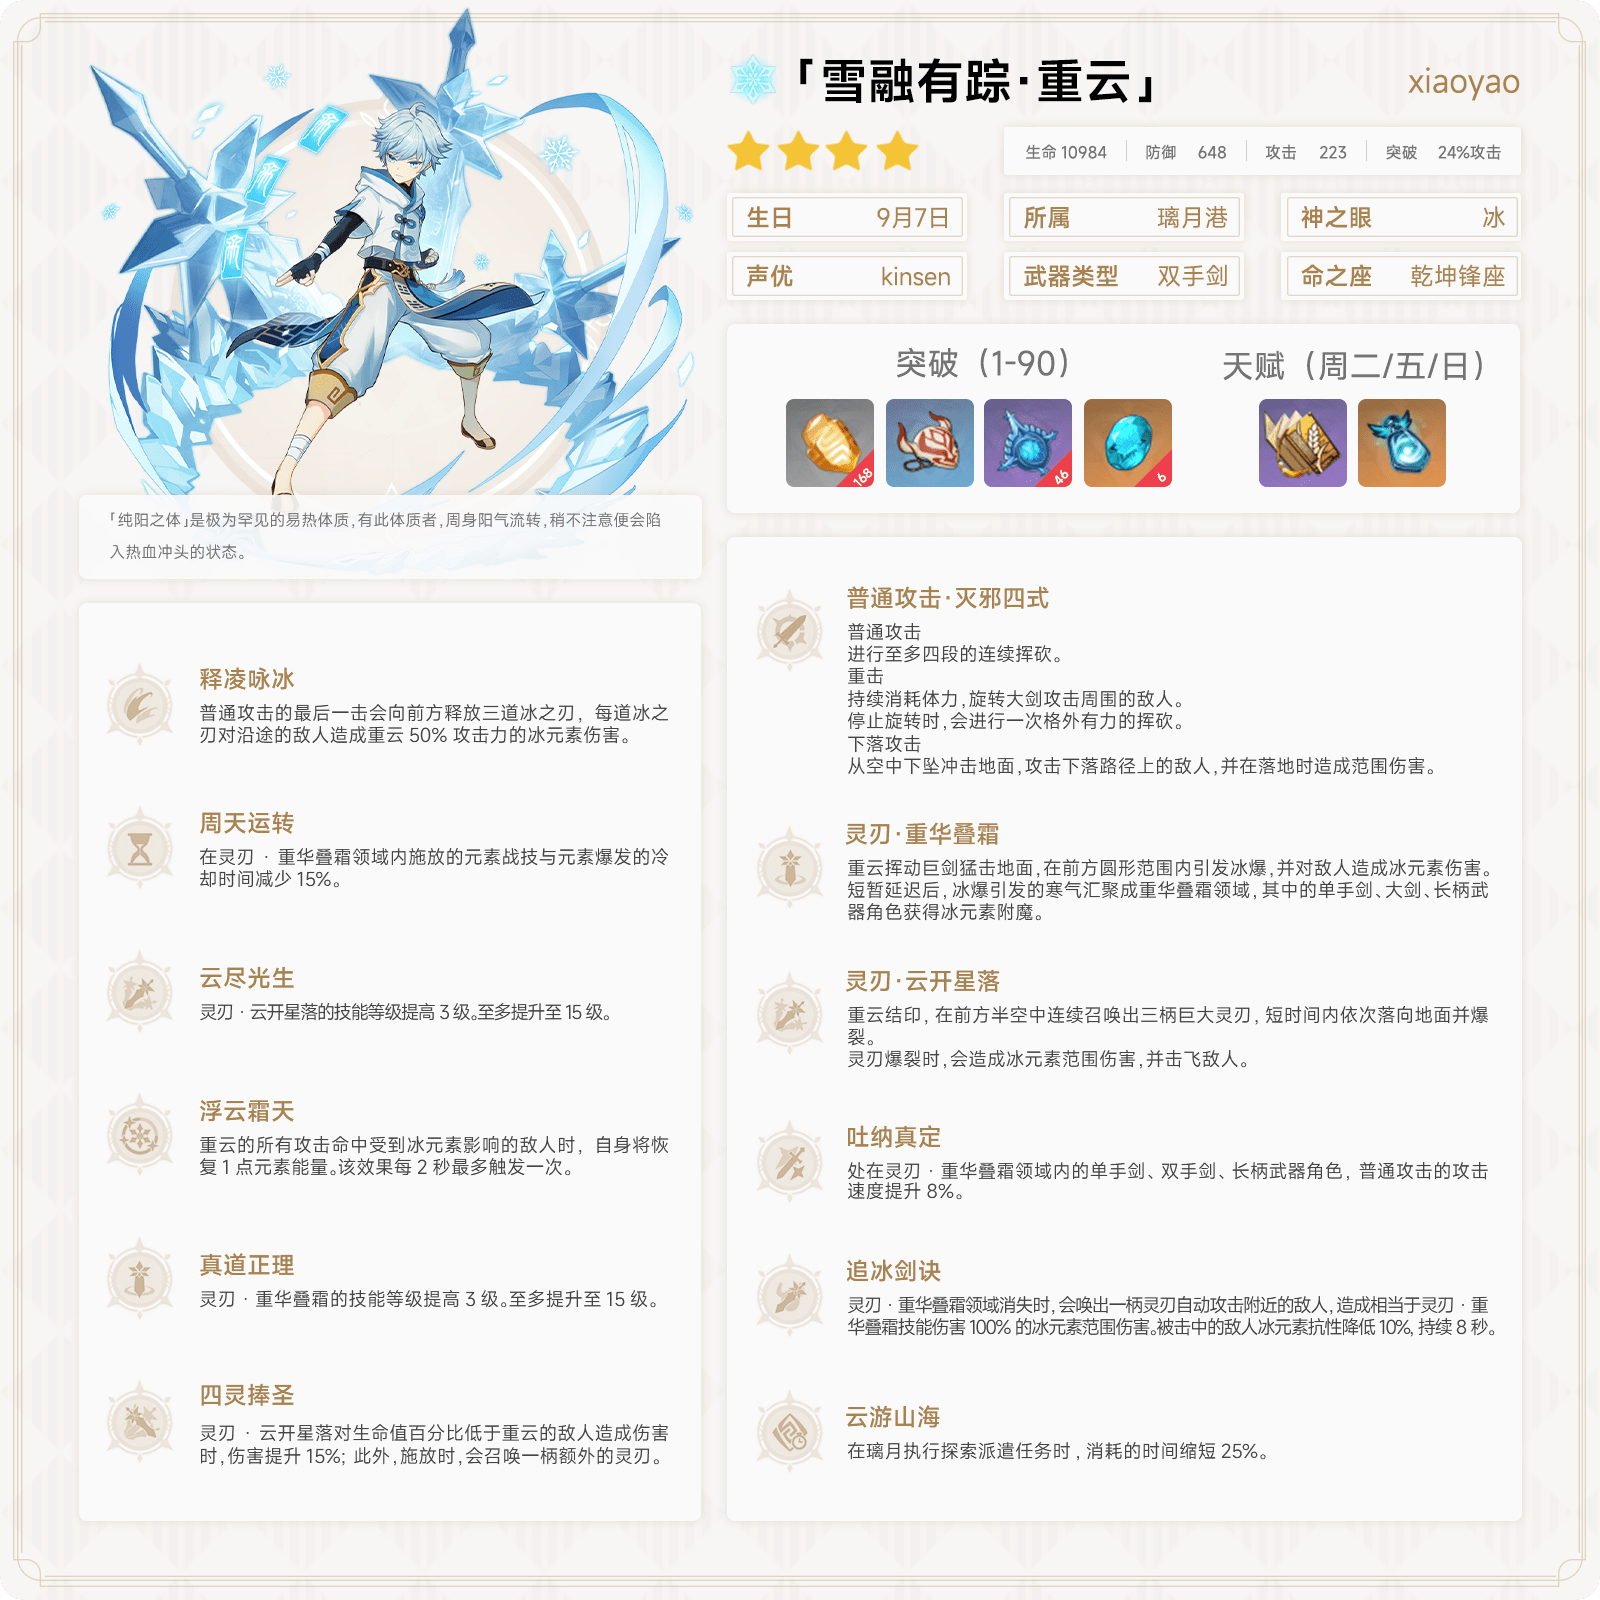 「雪融有踪·重云」
xiaoyao
生命 10984 防御 648 攻击 223 突破 24%攻击
生日 9月7日 所属 璃月港 神之眼 冰
声优 kinsen 武器类型 双手剑 命之座 乾坤锋座
突破（1-90） 天赋（周二/五/日）
168 46 6
「纯阳之体」是极为罕见的易热体质,有此体质者,周身阳气流转,稍不注意便会陷
入热血冲头的状态。
释凌咏冰
普通攻击的最后一击会向前方释放三道冰之刃，每道冰之
刃对沿途的敌人造成重云 50% 攻击力的冰元素伤害。
周天运转
在灵刃 · 重华叠霜领域内施放的元素战技与元素爆发的冷
却时间减少 15%。
云尽光生
灵刃 · 云开星落的技能等级提高 3 级。至多提升至 15 级。
浮云霜天
重云的所有攻击命中受到冰元素影响的敌人时，自身将恢
复 1 点元素能量。该效果每 2 秒最多触发一次。
真道正理
灵刃 · 重华叠霜的技能等级提高 3 级。至多提升至 15 级。
四灵捧圣
灵刃 · 云开星落对生命值百分比低于重云的敌人造成伤害
时,伤害提升 15%; 此外,施放时,会召唤一柄额外的灵刃。
普通攻击·灭邪四式
普通攻击
进行至多四段的连续挥砍。
重击
持续消耗体力,旋转大剑攻击周围的敌人。
停止旋转时,会进行一次格外有力的挥砍。
下落攻击
从空中下坠冲击地面,攻击下落路径上的敌人,并在落地时造成范围伤害。
灵刃·重华叠霜
重云挥动巨剑猛击地面,在前方圆形范围内引发冰爆,并对敌人造成冰元素伤害。
短暂延迟后,冰爆引发的寒气汇聚成重华叠霜领域,其中的单手剑、大剑、长柄武
器角色获得冰元素附魔。
灵刃·云开星落
重云结印, 在前方半空中连续召唤出三柄巨大灵刃, 短时间内依次落向地面并爆
裂。
灵刃爆裂时,会造成冰元素范围伤害,并击飞敌人。
吐纳真定
处在灵刃 · 重华叠霜领域内的单手剑、双手剑、长柄武器角色, 普通攻击的攻击
速度提升 8%。
追冰剑诀
灵刃 · 重华叠霜领域消失时, 会唤出一柄灵刃自动攻击附近的敌人, 造成相当于灵刃 · 重
华叠霜技能伤害 100% 的冰元素范围伤害。被击中的敌人冰元素抗性降低 10%, 持续 8 秒。
云游山海
在璃月执行探索派遣任务时 , 消耗的时间缩短 25%。